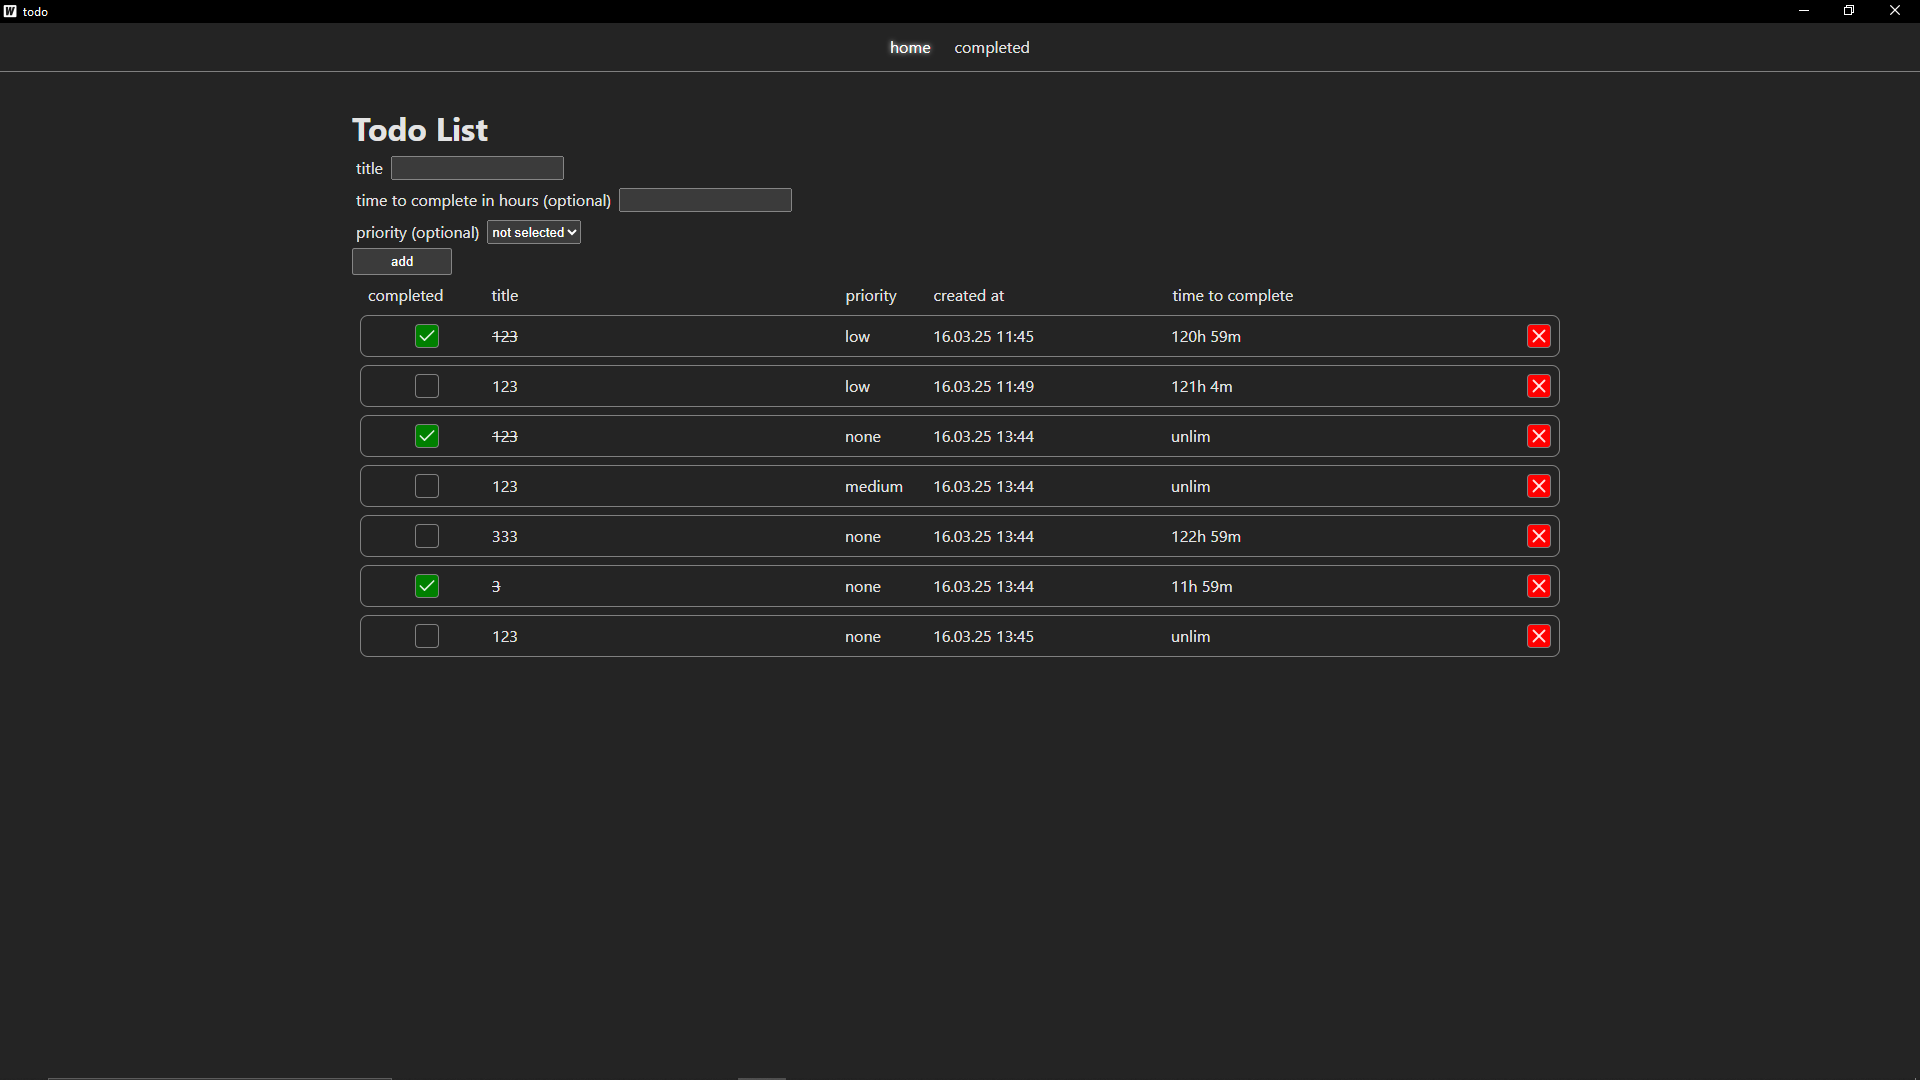 W todo
home completed
Todo List
title
time to complete in hours (optional)
priority (optional) not selected
add
completed title priority created at time to complete
123 low 16.03.25 11:45 120h 59m
123 low 16.03.25 11:49 121h 4m
123 none 16.03.25 13:44 unlim
123 medium 16.03.25 13:44 unlim
333 none 16.03.25 13:44 122h 59m
3 none 16.03.25 13:44 11h 59m
123 none 16.03.25 13:45 unlim